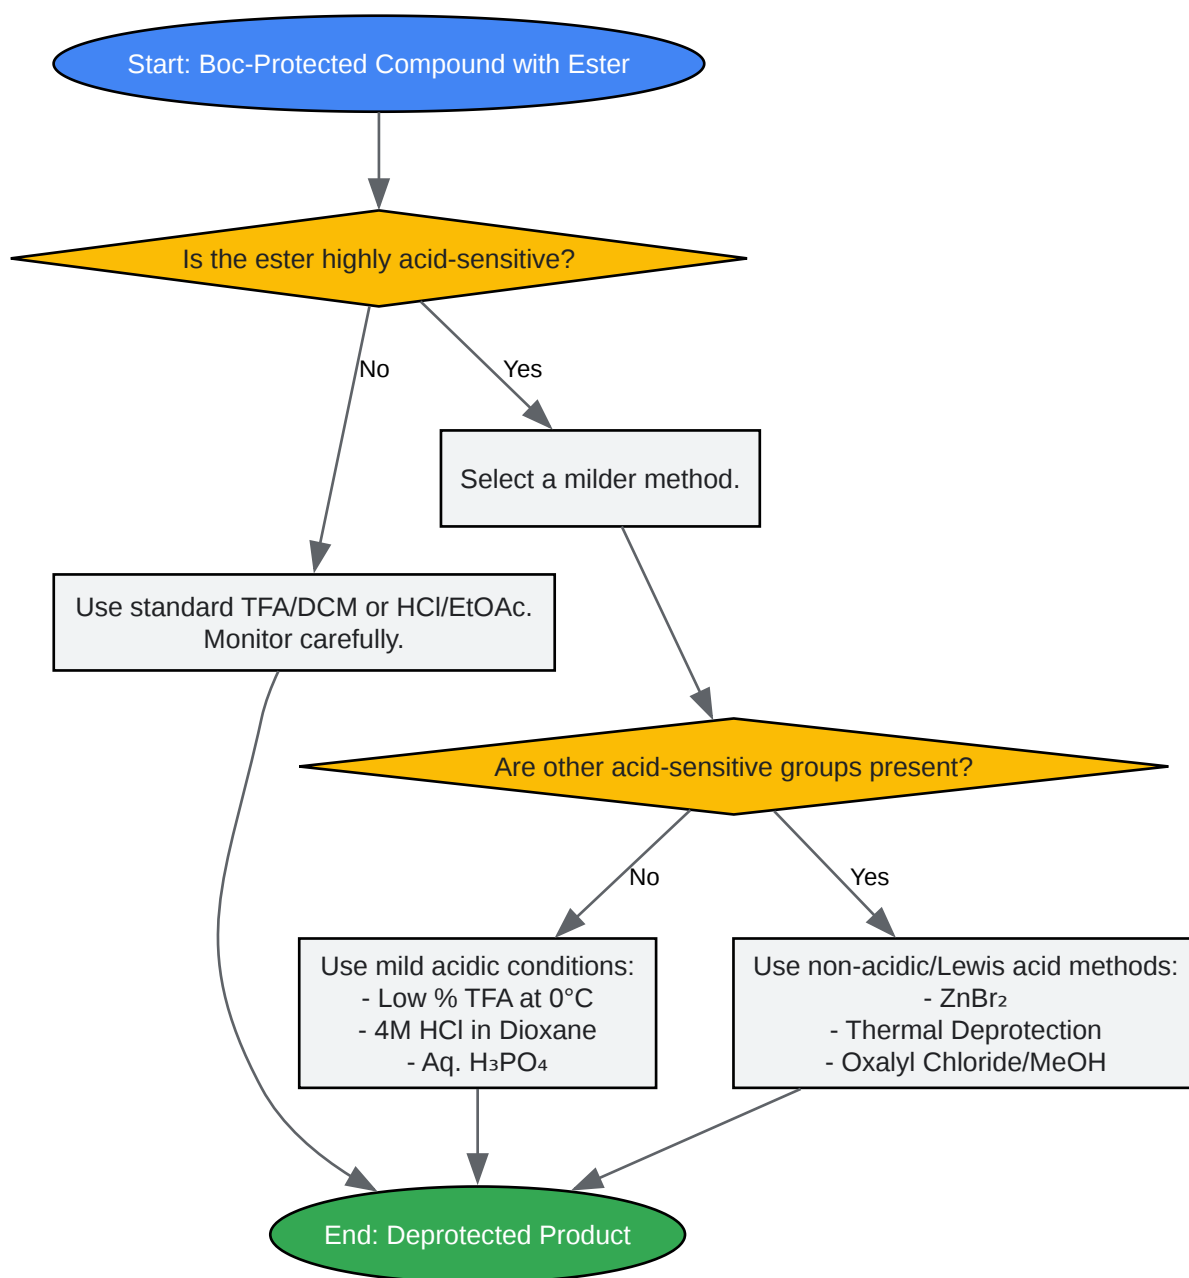 Start: Boc-Protected Compound with Ester
Is the ester highly acid-sensitive?
No
Yes
Select a milder method.
Use standard TFA/DCM or HCl/EtOAc.
Monitor carefully.
Are other acid-sensitive groups present?
No
Yes
Use mild acidic conditions:
- Low % TFA at 0°C
- 4M HCl in Dioxane
- Aq. H₃PO₄
Use non-acidic/Lewis acid methods:
- ZnBr₂
- Thermal Deprotection
- Oxalyl Chloride/MeOH
End: Deprotected Product